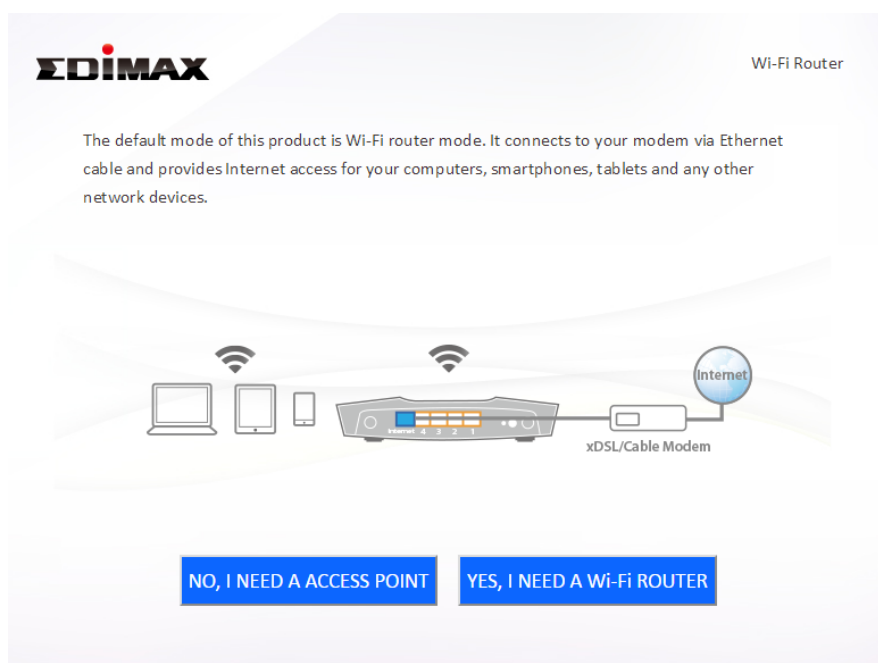 EDIMAX
Wi-Fi Router
The default mode of this product is Wi-Fi router mode. It connects to your modem via Ethernet
cable and provides Internet access for your computers, smartphones, tablets and any other
network devices.
Internet
Internet 4 3 2 1
xDSL/Cable Modem
NO, I NEED A ACCESS POINT
YES, I NEED A Wi-Fi ROUTER